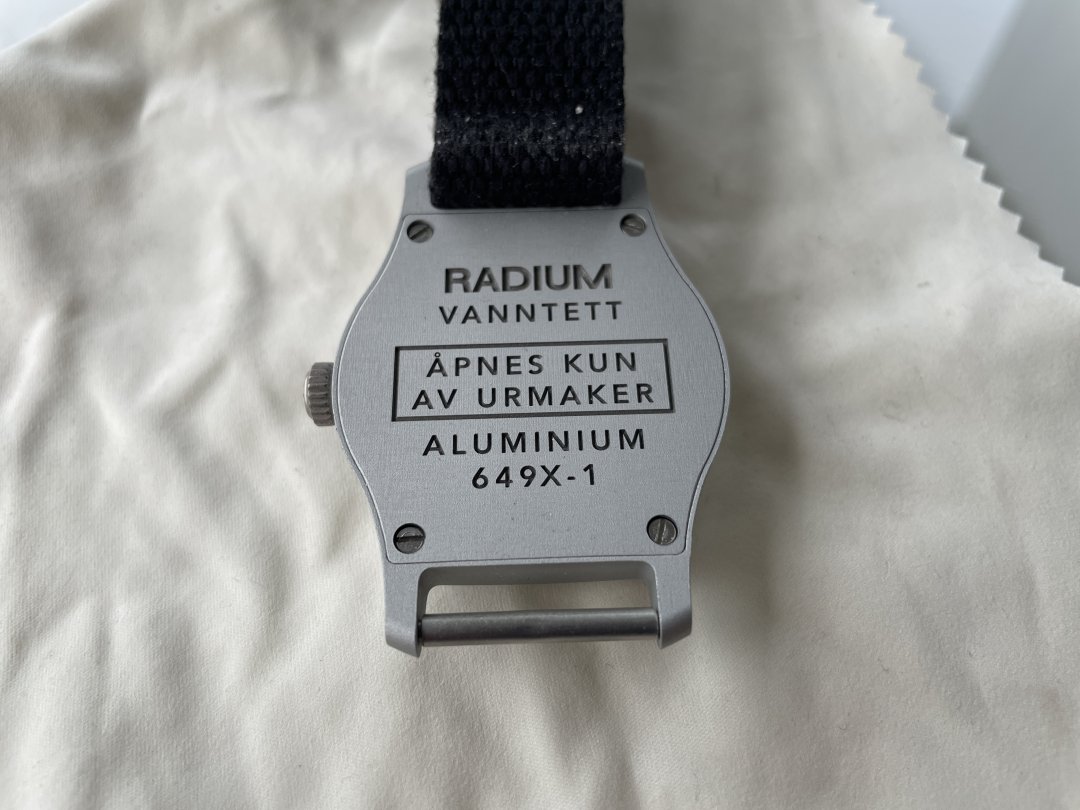 RADIUM
VANNTETT
ÅPNES KUN
AV URMAKER
ALUMINIUM
649X-1